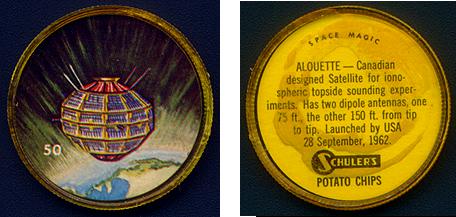 50
SPACE MAGIC
ALOUETTE — Canadian
designed Satellite for iono-
spheric topside sounding exper-
iments. Has two dipole antennas, one
75 ft., the other 150 ft. from tip
to tip. Launched by USA
28 September, 1962.
SCHULER'S
POTATO CHIPS